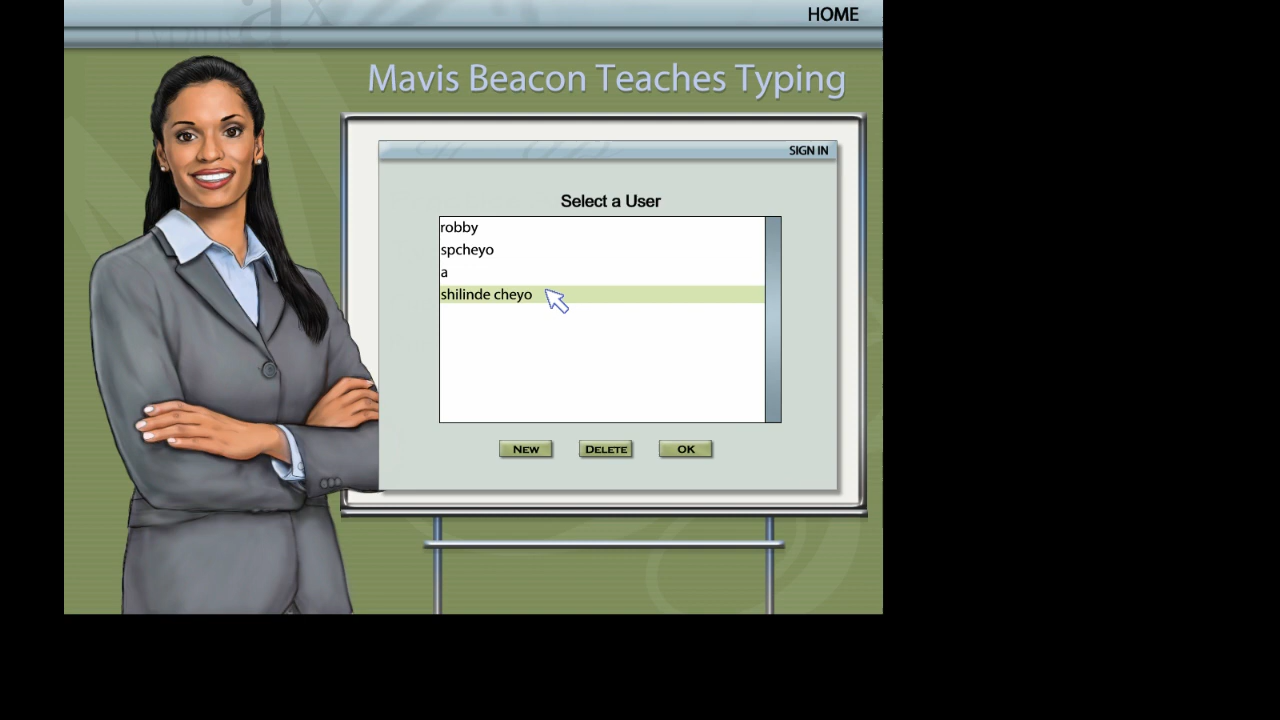 HOME
Mavis Beacon Teaches Typing
SIGN IN
Select a User
robby
spcheyo
a
shilinde cheyo
NEW DELETE OK